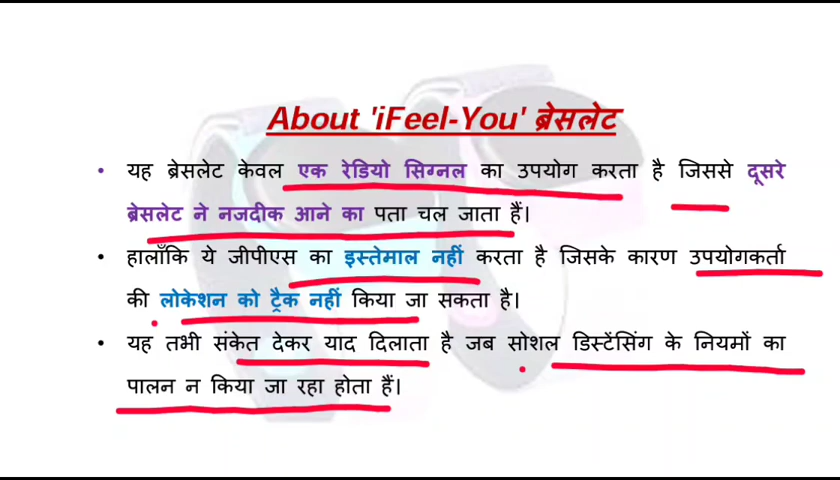 About 'iFeel-You' ब्रेसलेट
• यह ब्रेसलेट केवल एक रेडियो सिग्नल का उपयोग करता है जिससे दूसरे
ब्रेसलेट ने नजदीक आने का पता चल जाता हैं।
• हालाँकि ये जीपीएस का इस्तेमाल नहीं करता है जिसके कारण उपयोगकर्ता
की लोकेशन को ट्रैक नहीं किया जा सकता है।
• यह तभी संकेत देकर याद दिलाता है जब सोशल डिस्टेंसिंग के नियमों का
पालन न किया जा रहा होता हैं।